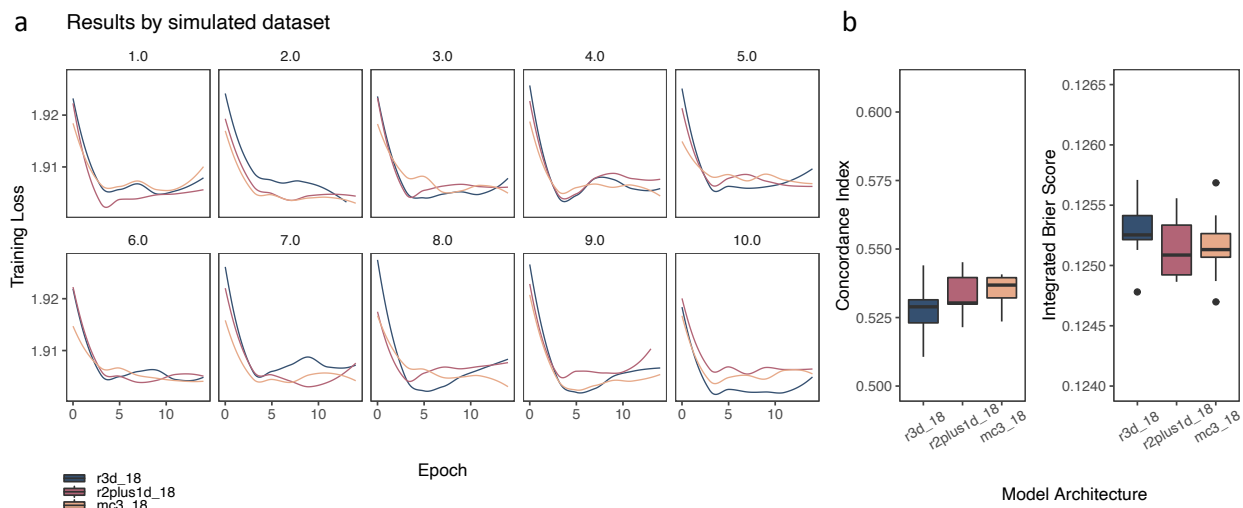 a
Results by simulated dataset
1.0 2.0 3.0 4.0 5.0
1.92
1.91
6.0 7.0 8.0 9.0 10.0
1.92
1.91
0 5 10 0 5 10 0 5 10 0 5 10 0 5 10
Training Loss
Epoch
r3d_18
r2plus1d_18
mc3_18
b
Concordance Index
0.600
0.575
0.550
0.525
0.500
r3d_18 r2plus1d_18 mc3_18
Integrated Brier Score
0.1265
0.1260
0.1255
0.1250
0.1245
0.1240
r3d_18 r2plus1d_18 mc3_18
Model Architecture